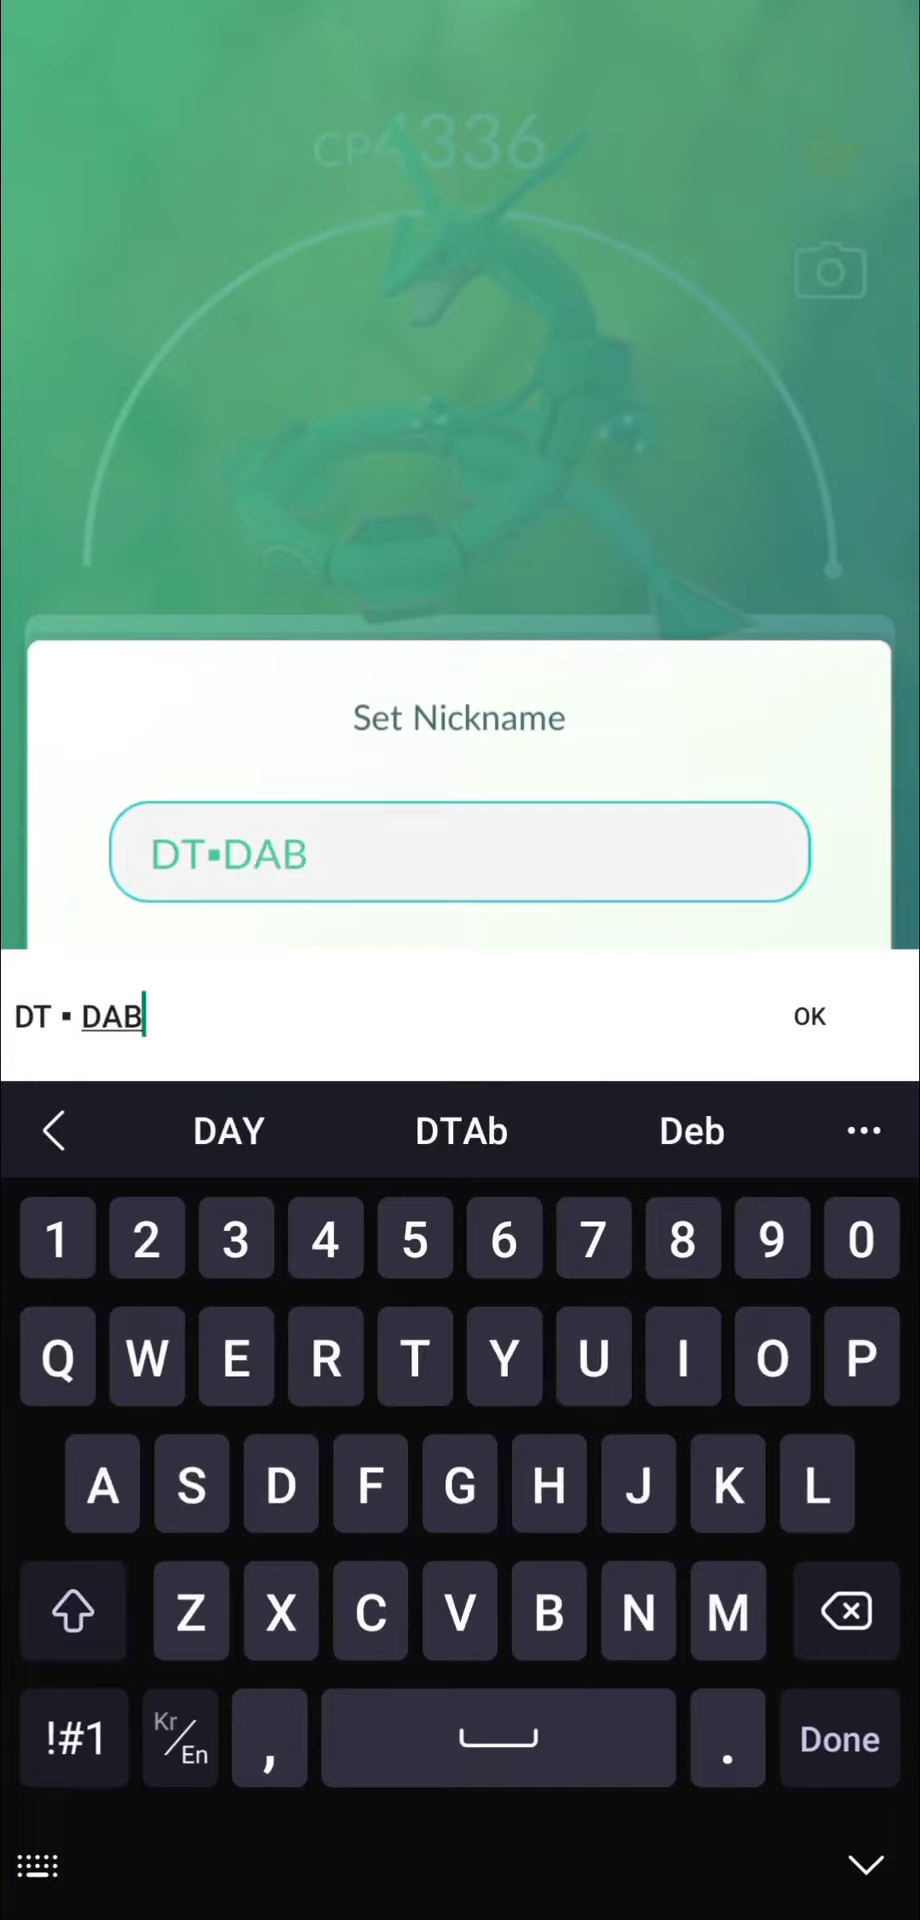 CP4336
Set Nickname
DT▪DAB
DT ▪ DAB
OK
DAY DTAb Deb
1 2 3 4 5 6 7 8 9 0
Q W E R T Y U I O P
A S D F G H J K L
Z X C V B N M
!#1 Kr/En , . Done